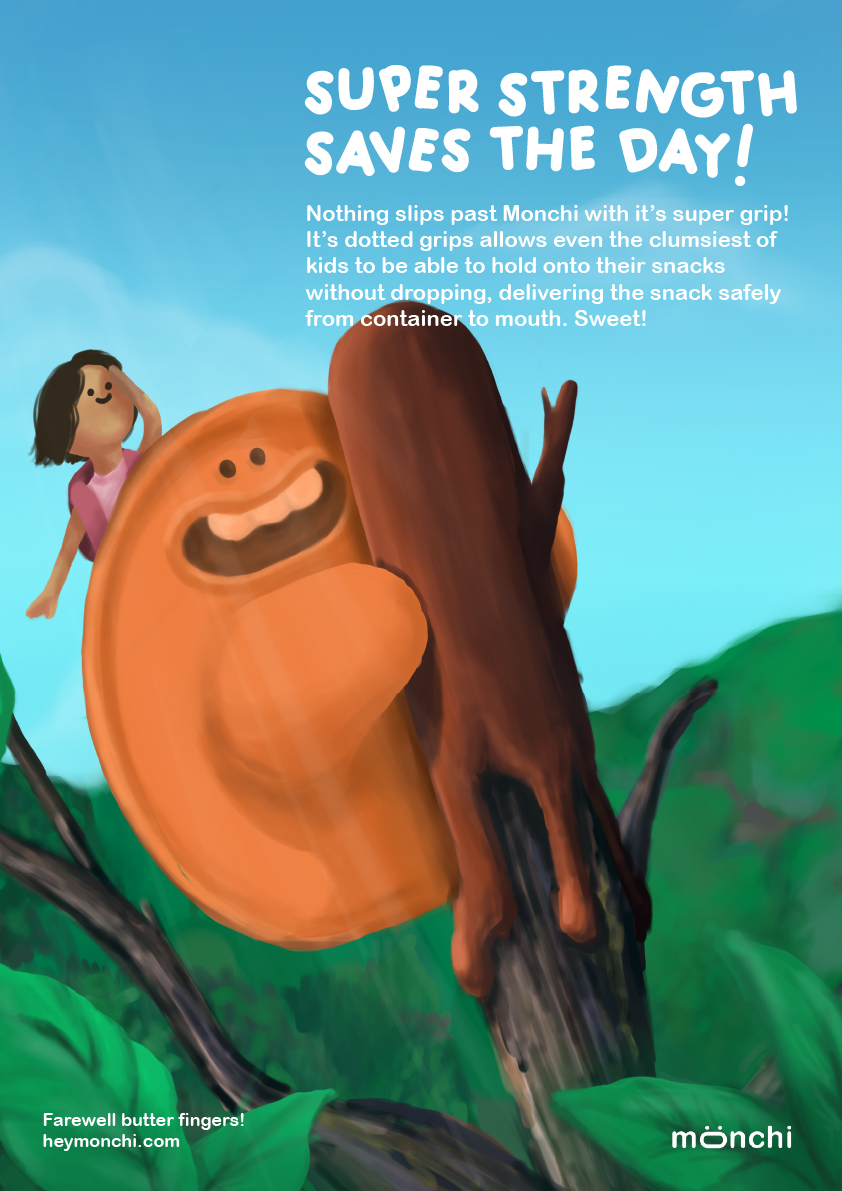 SUPER STRENGTH
SAVES THE DAY!
Nothing slips past Monchi with it's super grip!
It's dotted grips allows even the clumsiest of
kids to be able to hold onto their snacks
without dropping, delivering the snack safely
from container to mouth. Sweet!
Farewell butter fingers!
heymonchi.com
mönchi